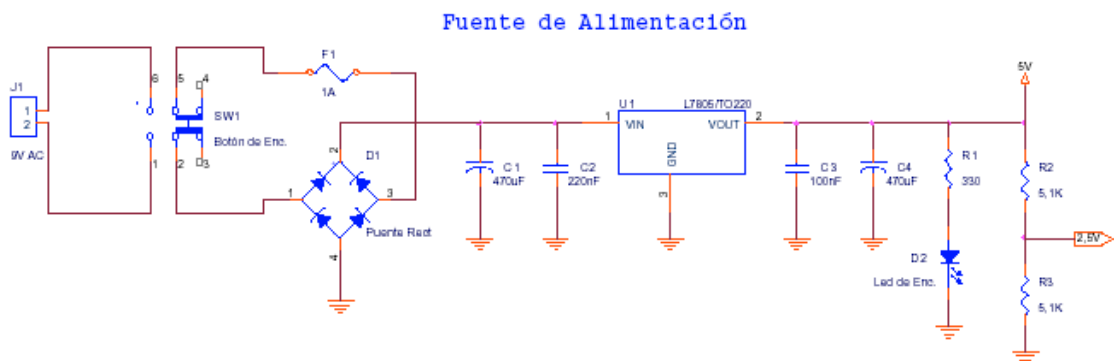 Fuente de Alimentación
J1
1
2
9V AC
6
5
4
1
2
3
SW1
Botón de Enc.
F1
1A
D1
2
1
3
4
Puente Rect
C1
470uF
C2
220nF
U1
L7805/TO220
1
VIN
VOUT
2
GND
3
C3
100nF
C4
470uF
R1
330
D2
Led de Enc.
5V
R2
5,1K
2,5V
R3
5,1K